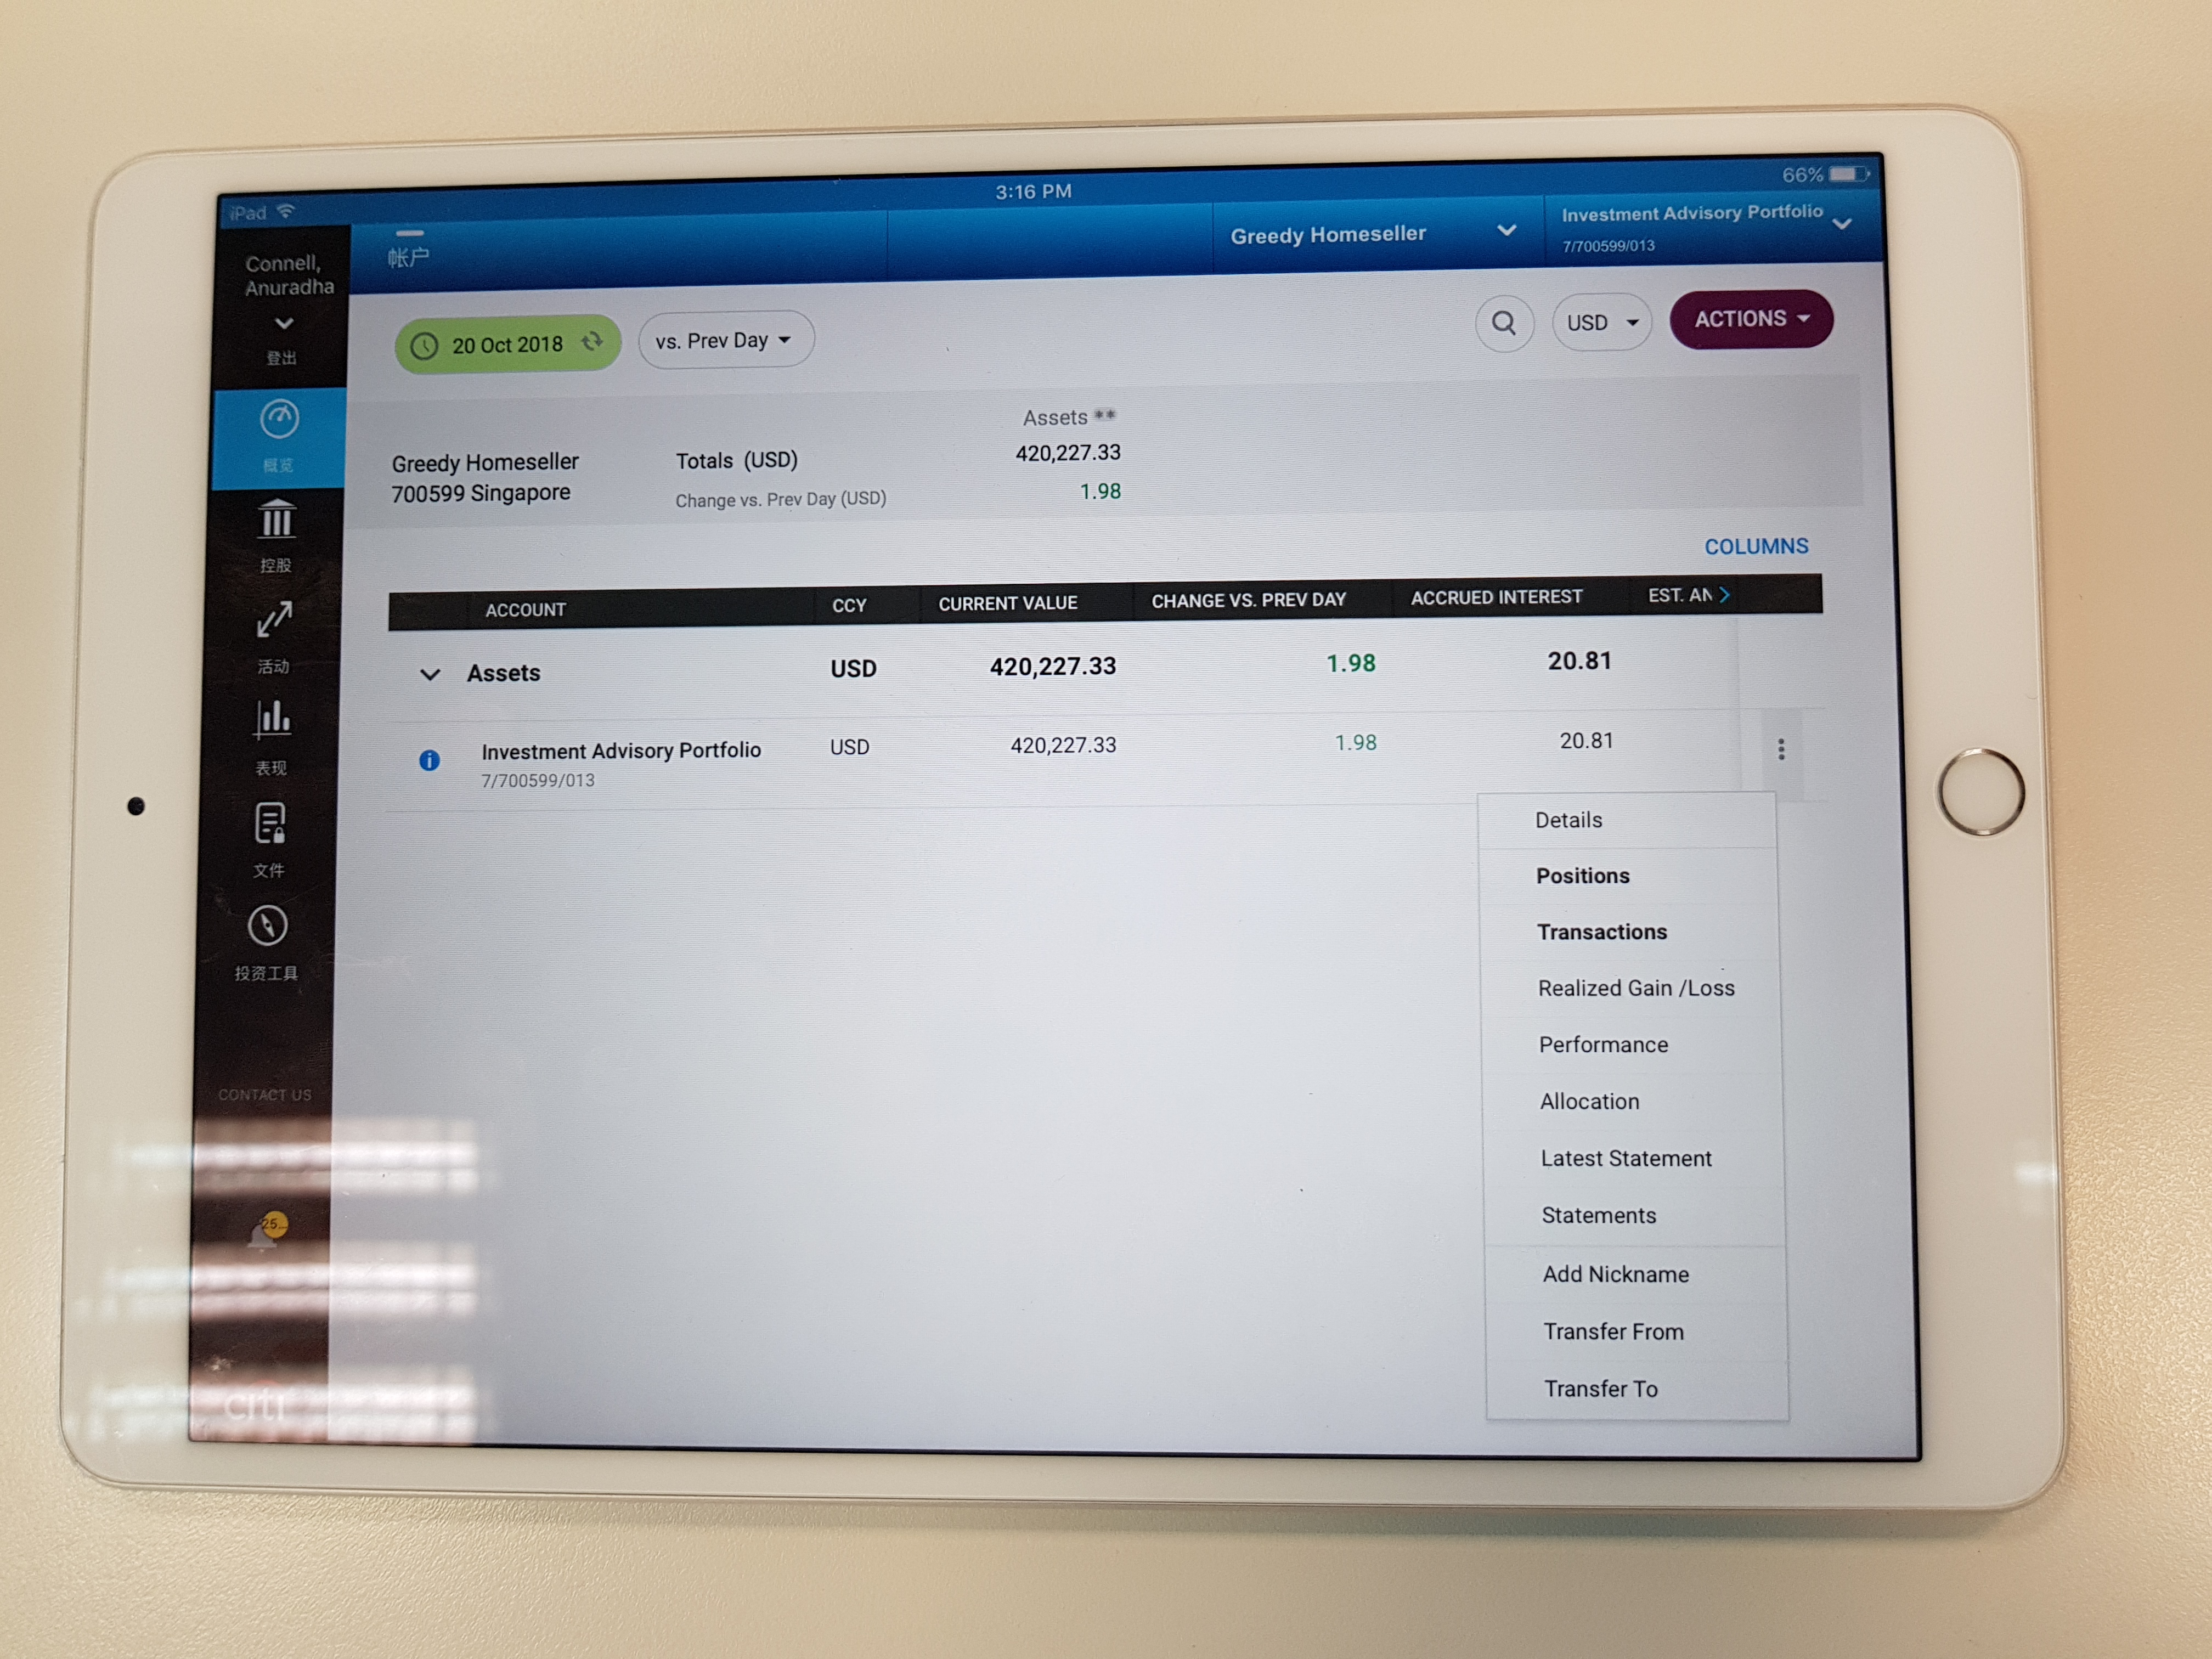 iPad
3:16 PM
66%
Connell,
Anuradha
登出
概览
控股
活动
表现
文件
投资工具
CONTACT US
25
citi
帐户
Greedy Homeseller
Investment Advisory Portfolio
7/700599/013
20 Oct 2018
vs. Prev Day
USD
ACTIONS
Assets **
Greedy Homeseller
Totals (USD)
420,227.33
700599 Singapore
Change vs. Prev Day (USD)
1.98
COLUMNS
ACCOUNT
CCY
CURRENT VALUE
CHANGE VS. PREV DAY
ACCRUED INTEREST
EST. AN
Assets
USD
420,227.33
1.98
20.81
Investment Advisory Portfolio
USD
420,227.33
1.98
20.81
7/700599/013
Details
Positions
Transactions
Realized Gain /Loss
Performance
Allocation
Latest Statement
Statements
Add Nickname
Transfer From
Transfer To